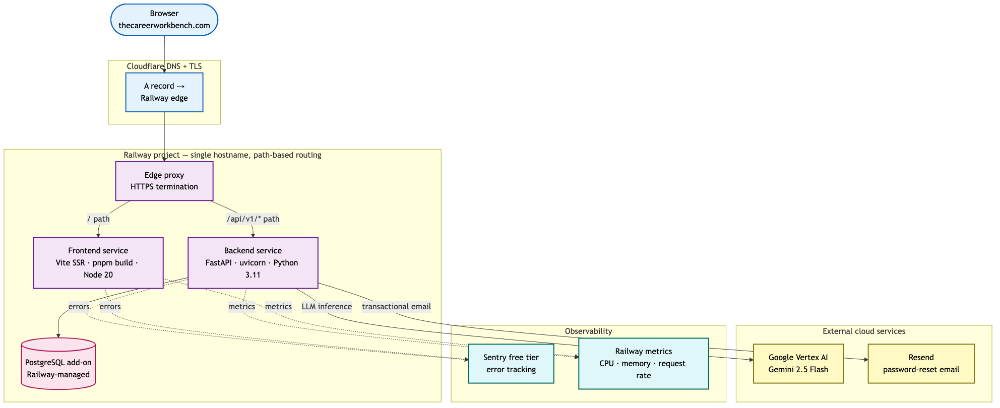 Browser
thecareerworkbench.com
Cloudflare DNS + TLS
A record →
Railway edge
Railway project — single hostname, path-based routing
Edge proxy
HTTPS termination
/ path
/api/v1/* path
Frontend service
Vite SSR · pnpm build ·
Node 20
Backend service
FastAPI · uvicorn · Python
3.11
errors
errors
metrics
metrics
LLM inference
transactional email
PostgreSQL add-on
Railway-managed
Observability
Sentry free tier
error tracking
Railway metrics
CPU · memory · request
rate
External cloud services
Google Vertex AI
Gemini 2.5 Flash
Resend
password-reset email